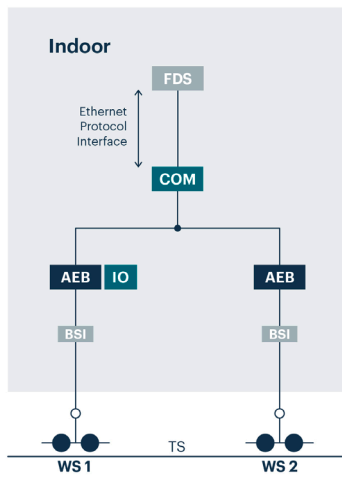 Indoor
FDS
Ethernet
Protocol
Interface
COM
AEB IO
AEB
BSI
BSI
TS
WS 1
WS 2